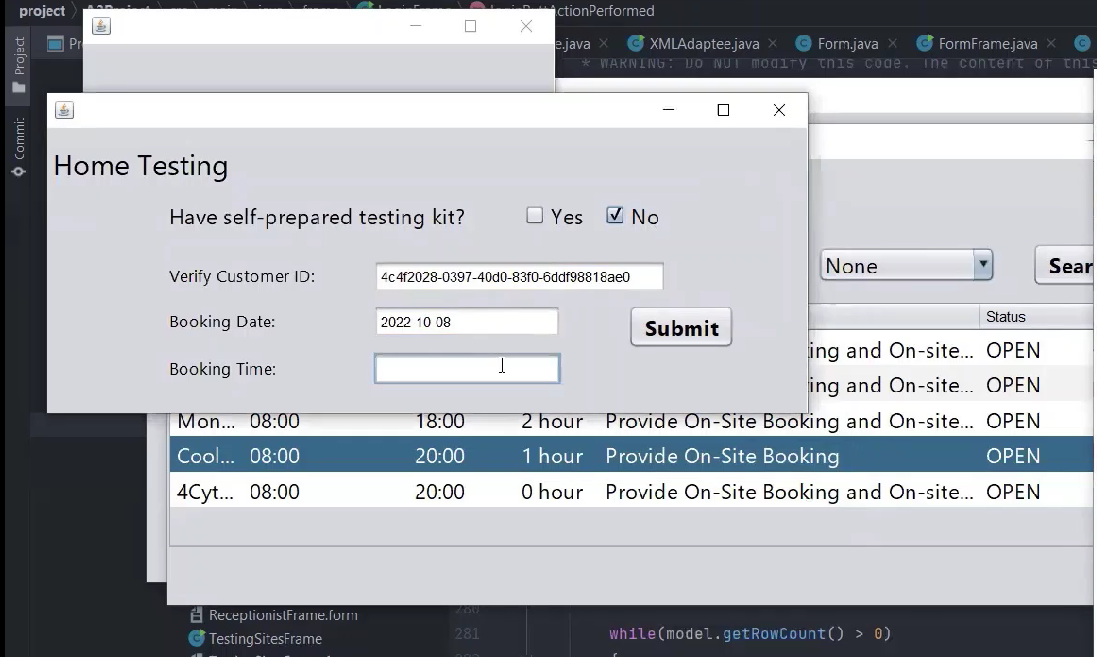 project
ActionPerformed
Project
Commit
e.java
XMLAdaptee.java
Form.java
FormFrame.java
* WARNING: Do NOT modify this code. The content of this
Home Testing
Have self-prepared testing kit?
Yes
No
Verify Customer ID:
4c4f2028-0397-40d0-83f0-6ddf98818ae0
Booking Date:
2022 10 08
Submit
Booking Time:
None
Sear
Status
ing and On-site... OPEN
ing and On-site... OPEN
Mon... 08:00 18:00 2 hour Provide On-Site Booking and On-site... OPEN
Cool... 08:00 20:00 1 hour Provide On-Site Booking OPEN
4Cyt... 08:00 20:00 0 hour Provide On-Site Booking and On-site... OPEN
ReceptionistFrame.form
280
TestingSitesFrame
281
while(model.getRowCount() > 0)